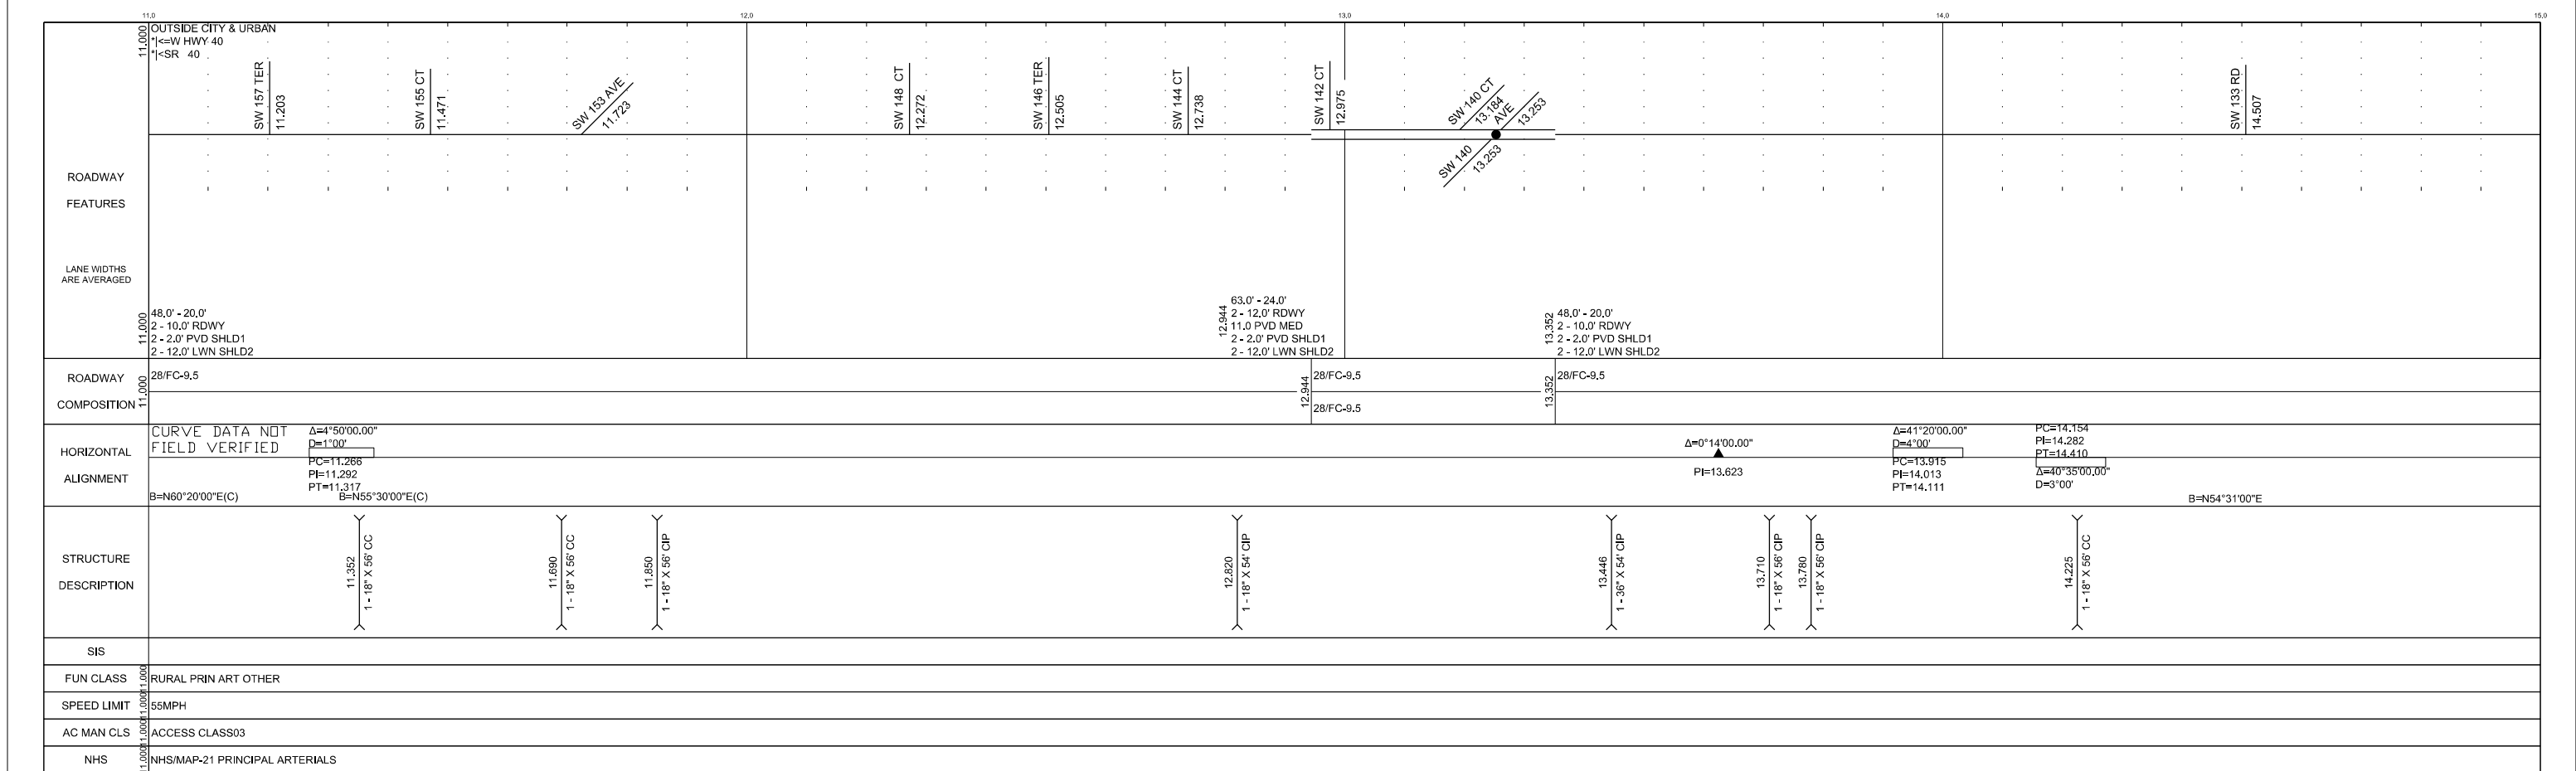 11.0
12.0
13.0
14.0
15.0
11.000
OUTSIDE CITY & URBAN
*|<=W HWY 40
*|<SR 40
SW 157 TER
11.203
SW 155 CT
11.471
SW 153 AVE
11.723
SW 148 CT
12.272
SW 146 TER
12.505
SW 144 CT
12.738
SW 142 CT
12.975
SW 140 CT
13.184
AVE
13.253
SW 140
13.253
SW 133 RD
14.507
ROADWAY
FEATURES
LANE WIDTHS
ARE AVERAGED
11.000
48.0' - 20.0'
2 - 10.0' RDWY
2 - 2.0' PVD SHLD1
2 - 12.0' LWN SHLD2
12.944
63.0' - 24.0'
2 - 12.0' RDWY
11.0 PVD MED
2 - 2.0' PVD SHLD1
2 - 12.0' LWN SHLD2
13.352
48.0' - 20.0'
2 - 10.0' RDWY
2 - 2.0' PVD SHLD1
2 - 12.0' LWN SHLD2
ROADWAY
COMPOSITION
11.000
28/FC-9.5
12.944
28/FC-9.5
28/FC-9.5
13.352
28/FC-9.5
HORIZONTAL
ALIGNMENT
CURVE DATA NOT
FIELD VERIFIED
Δ=4°50'00.00"
D=1°00'
PC=11.266
PI=11.292
PT=11.317
B=N60°20'00"E(C)
B=N55°30'00"E(C)
Δ=0°14'00.00"
PI=13.623
Δ=41°20'00.00"
D=4°00'
PC=13.915
PI=14.013
PT=14.111
PC=14.154
PI=14.282
PT=14.410
Δ=40°35'00.00"
D=3°00'
B=N54°31'00"E
STRUCTURE
DESCRIPTION
11.352
1 - 18" X 56' CC
11.690
1 - 18" X 56' CC
11.850
1 - 18" X 56' CIP
12.820
1 - 18" X 54' CIP
13.446
1 - 36" X 54' CIP
13.710
1 - 18" X 56' CIP
13.780
1 - 18" X 56' CIP
14.225
1 - 18" X 56' CC
SIS
FUN CLASS
11.000
RURAL PRIN ART OTHER
SPEED LIMIT
11.000
55MPH
AC MAN CLS
11.000
ACCESS CLASS03
NHS
11.000
NHS/MAP-21 PRINCIPAL ARTERIALS